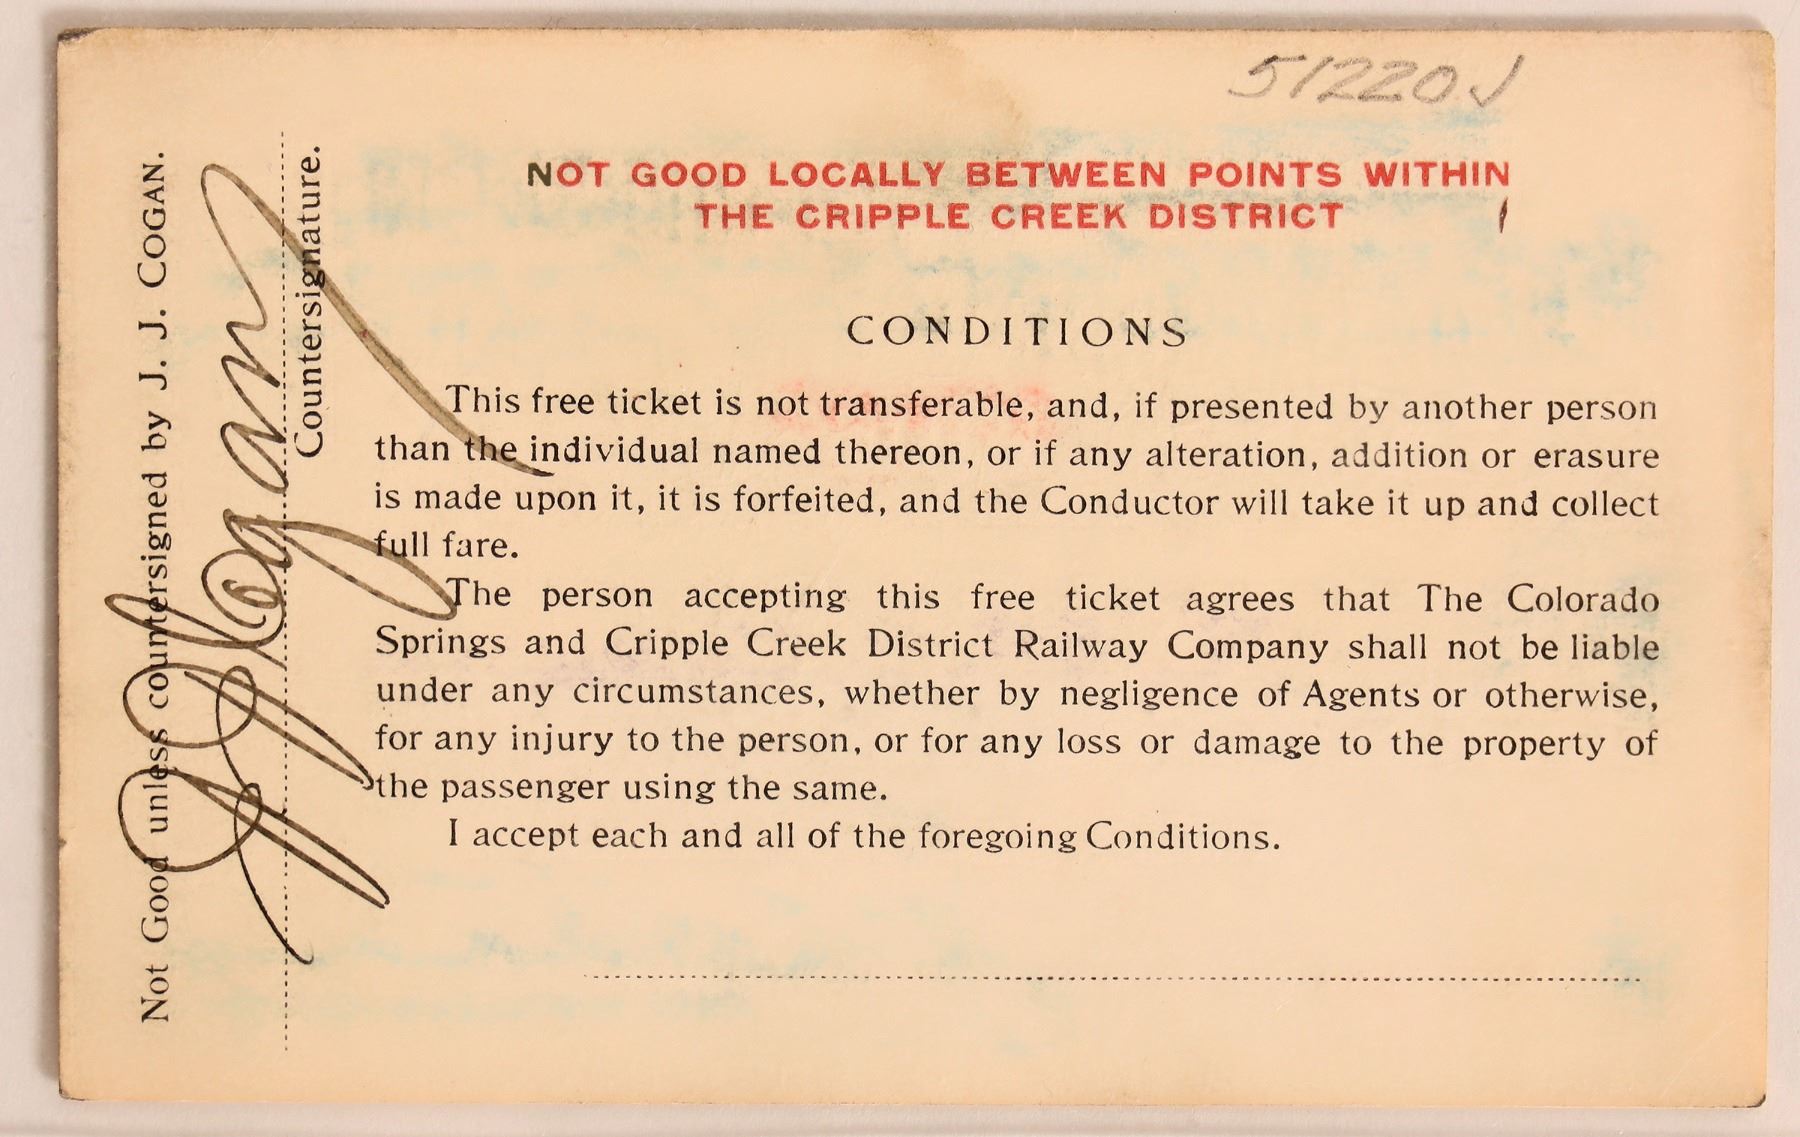 51220J
NOT GOOD LOCALLY BETWEEN POINTS WITHIN
THE CRIPPLE CREEK DISTRICT
CONDITIONS
This free ticket is not transferable, and, if presented by another person
than the individual named thereon, or if any alteration, addition or erasure
is made upon it, it is forfeited, and the Conductor will take it up and collect
full fare.
The person accepting this free ticket agrees that The Colorado
Springs and Cripple Creek District Railway Company shall not be liable
under any circumstances, whether by negligence of Agents or otherwise,
for any injury to the person, or for any loss or damage to the property of
the passenger using the same.
I accept each and all of the foregoing Conditions.
Not Good unless countersigned by J. J. COGAN.
JJCogan
Countersignature.